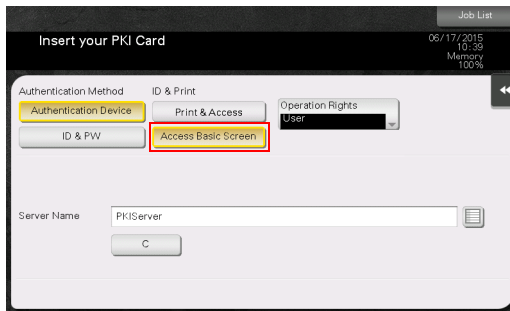 Job List
Insert your PKI Card
06/17/2015
10:39
Memory
100%
Authentication Method
ID & Print
Authentication Device
Print & Access
Operation Rights
User
ID & PW
Access Basic Screen
Server Name
PKIServer
C